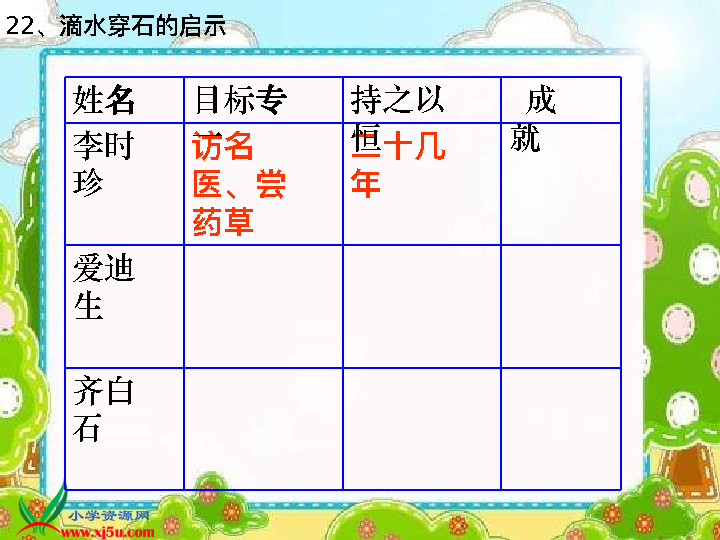 22、滴水穿石的启示
姓名
目标专
持之以
恒
成
就
李时
珍
访名
医、尝
药草
二十几
年
爱迪
生
齐白
石
小学资源网
www.xj5u.com